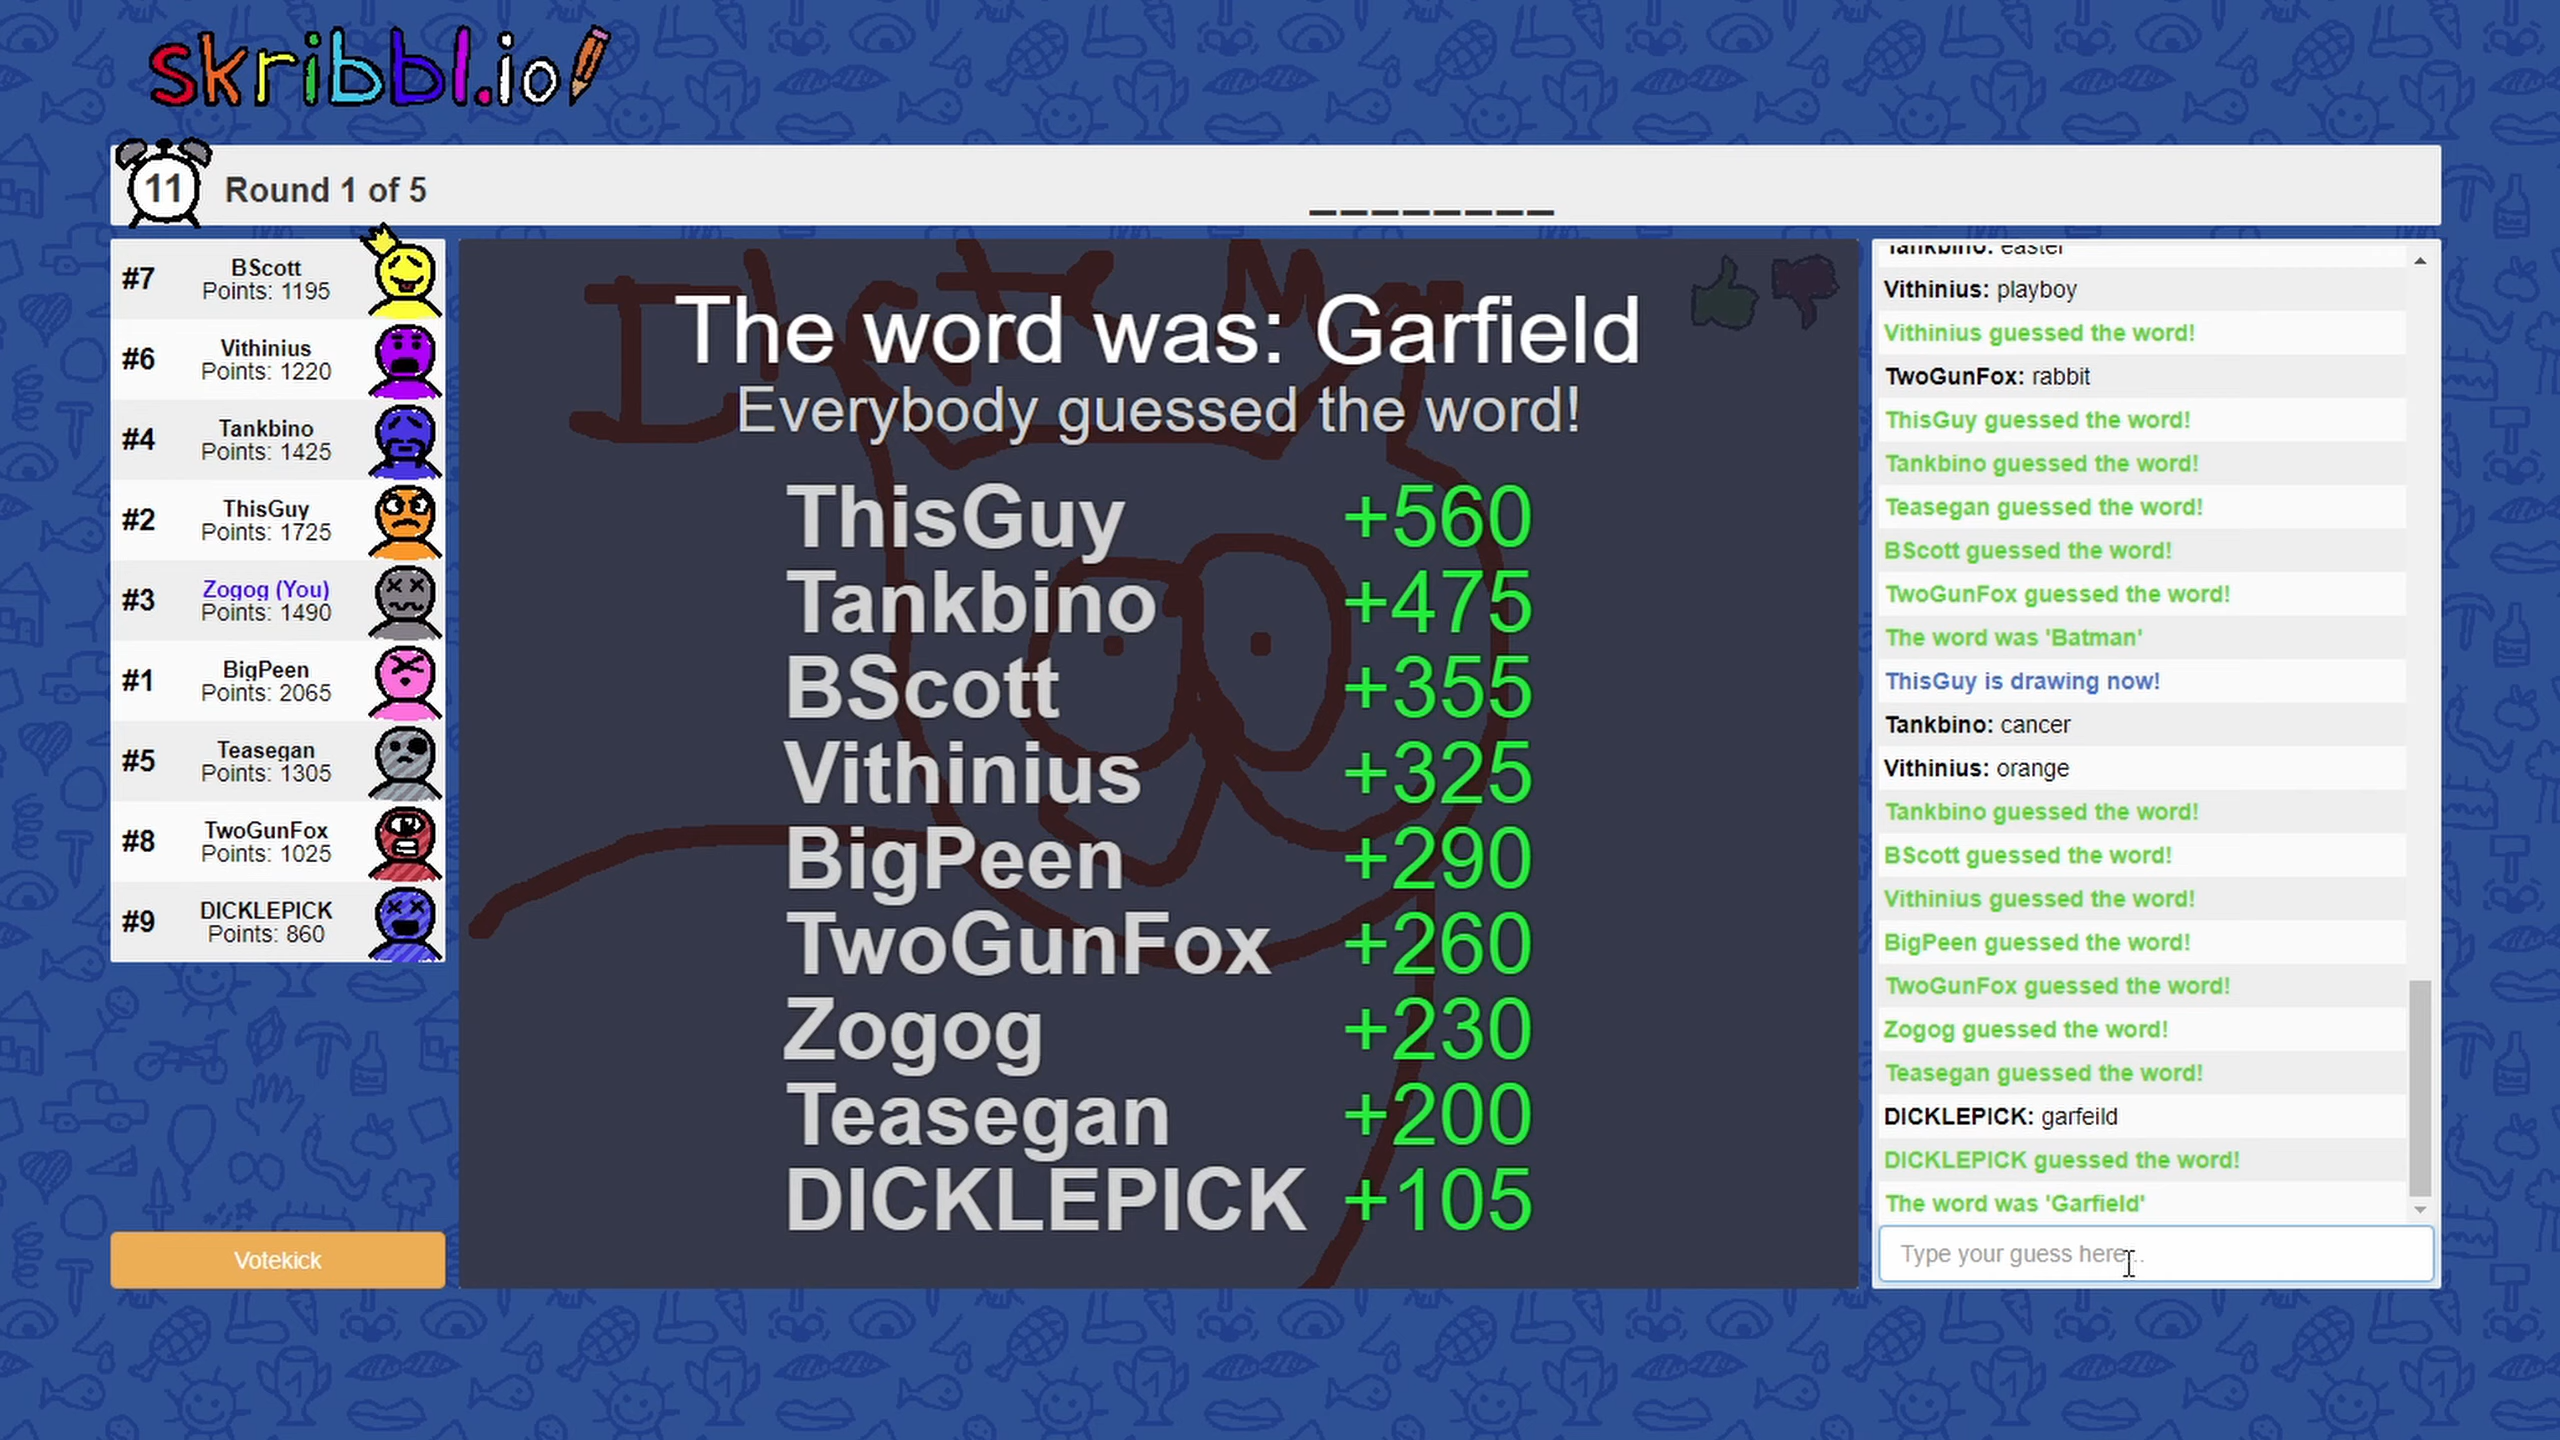 skribbl.io
11
Round 1 of 5
________
#7
BScott
Points: 1195
#6
Vithinius
Points: 1220
#4
Tankbino
Points: 1425
#2
ThisGuy
Points: 1725
#3
Zogog (You)
Points: 1490
#1
BigPeen
Points: 2065
#5
Teasegan
Points: 1305
#8
TwoGunFox
Points: 1025
#9
DICKLEPICK
Points: 860
Votekick
The word was: Garfield
Everybody guessed the word!
ThisGuy +560
Tankbino +475
BScott +355
Vithinius +325
BigPeen +290
TwoGunFox +260
Zogog +230
Teasegan +200
DICKLEPICK +105
Tankbino: easter
Vithinius: playboy
Vithinius guessed the word!
TwoGunFox: rabbit
ThisGuy guessed the word!
Tankbino guessed the word!
Teasegan guessed the word!
BScott guessed the word!
TwoGunFox guessed the word!
The word was 'Batman'
ThisGuy is drawing now!
Tankbino: cancer
Vithinius: orange
Tankbino guessed the word!
BScott guessed the word!
Vithinius guessed the word!
BigPeen guessed the word!
TwoGunFox guessed the word!
Zogog guessed the word!
Teasegan guessed the word!
DICKLEPICK: garfeild
DICKLEPICK guessed the word!
The word was 'Garfield'
Type your guess here...